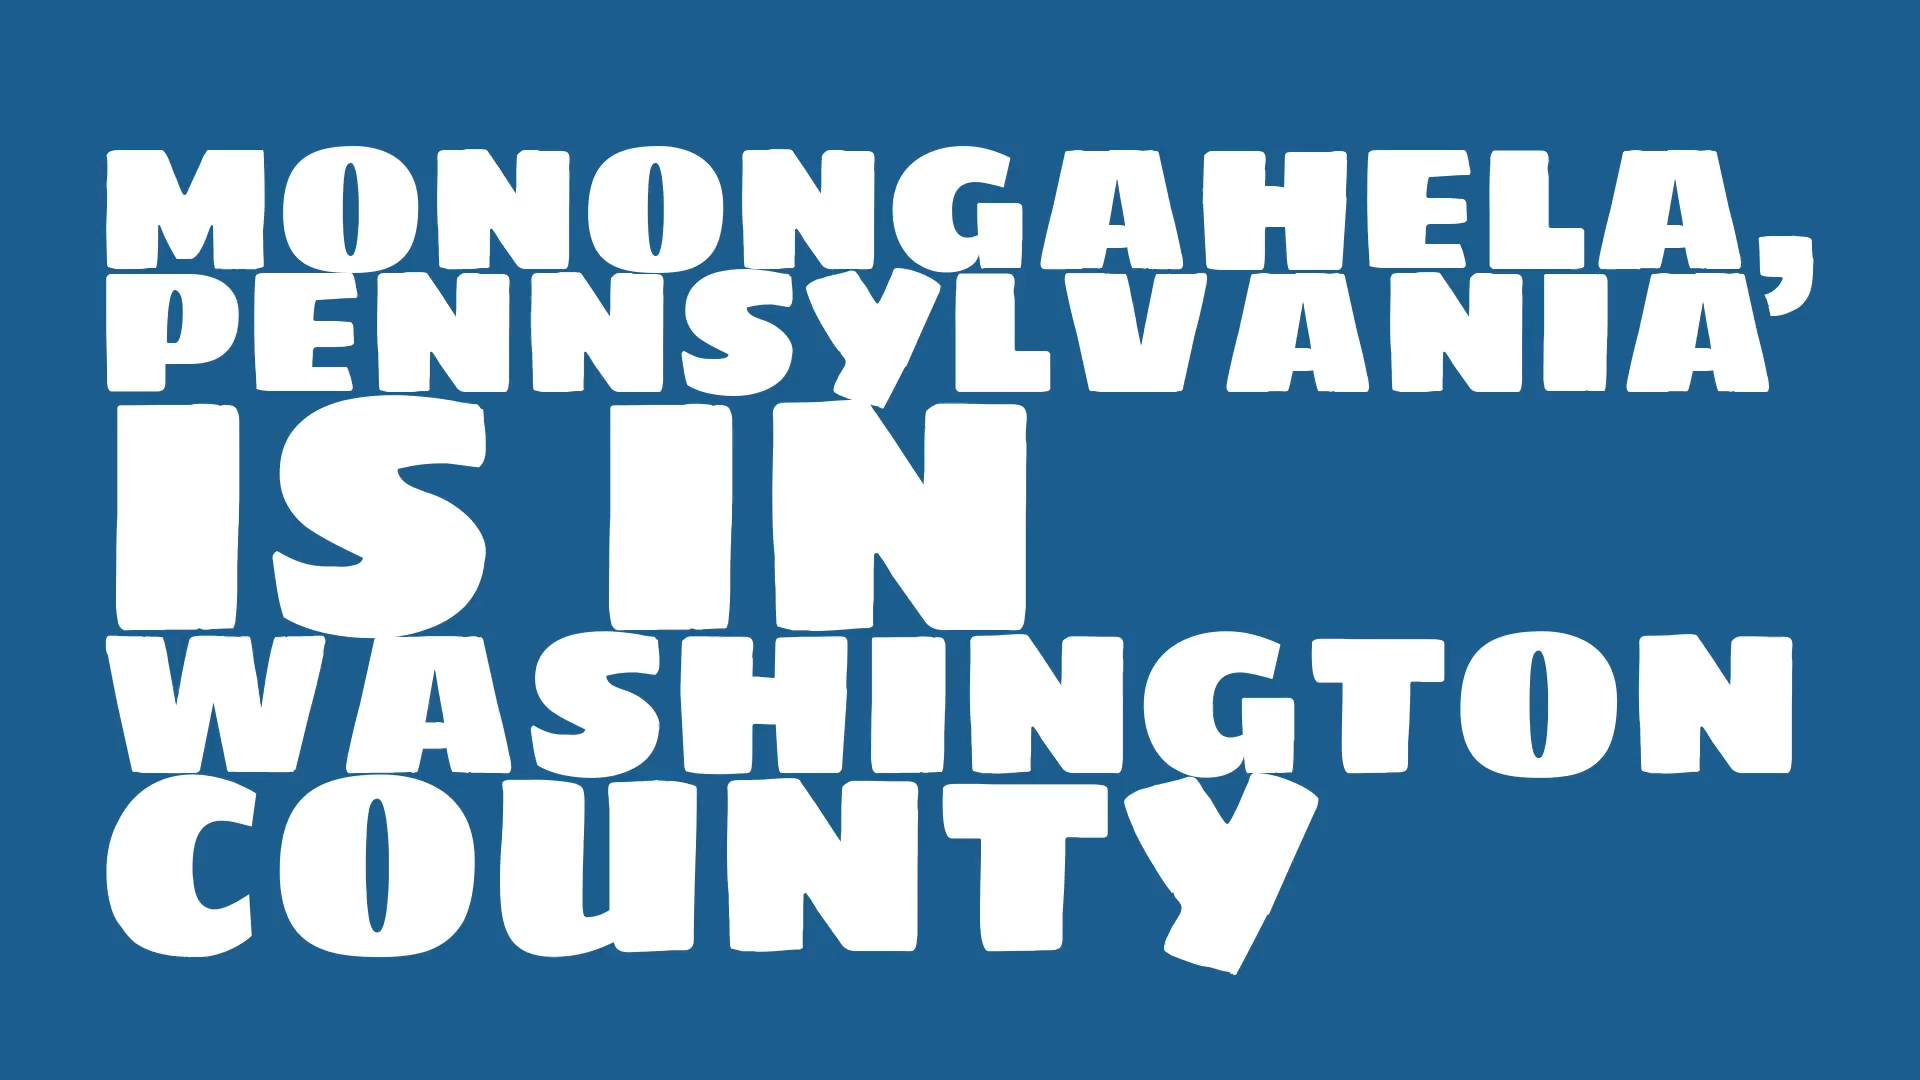 MONONGAHELA,
PENNSYLVANIA
IS IN
WASHINGTON
COUNTY